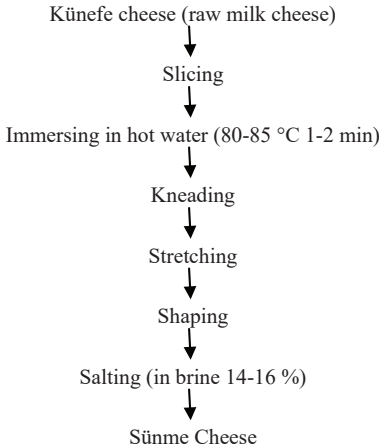 Künefe cheese (raw milk cheese)
Slicing
Immersing in hot water (80-85 °C 1-2 min)
Kneading
Stretching
Shaping
Salting (in brine 14-16 %)
Sünme Cheese